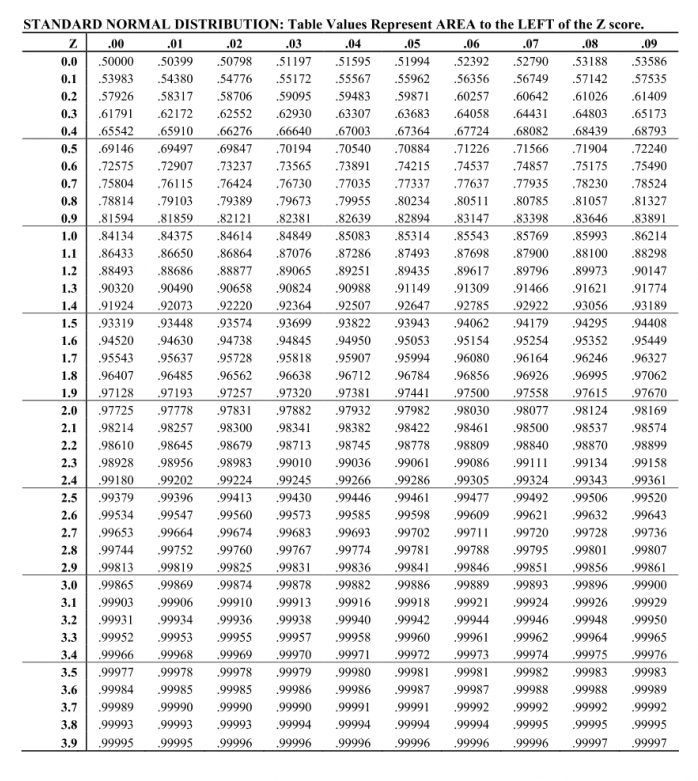 STANDARD NORMAL DISTRIBUTION: Table Values Represent AREA to the LEFT of the Z score.
Z .00 .01 .02 .03 .04 .05 .06 .07 .08 .09
0.0 .50000 .50399 .50798 .51197 .51595 .51994 .52392 .52790 .53188 .53586
0.1 .53983 .54380 .54776 .55172 .55567 .55962 .56356 .56749 .57142 .57535
0.2 .57926 .58317 .58706 .59095 .59483 .59871 .60257 .60642 .61026 .61409
0.3 .61791 .62172 .62552 .62930 .63307 .63683 .64058 .64431 .64803 .65173
0.4 .65542 .65910 .66276 .66640 .67003 .67364 .67724 .68082 .68439 .68793
0.5 .69146 .69497 .69847 .70194 .70540 .70884 .71226 .71566 .71904 .72240
0.6 .72575 .72907 .73237 .73565 .73891 .74215 .74537 .74857 .75175 .75490
0.7 .75804 .76115 .76424 .76730 .77035 .77337 .77637 .77935 .78230 .78524
0.8 .78814 .79103 .79389 .79673 .79955 .80234 .80511 .80785 .81057 .81327
0.9 .81594 .81859 .82121 .82381 .82639 .82894 .83147 .83398 .83646 .83891
1.0 .84134 .84375 .84614 .84849 .85083 .85314 .85543 .85769 .85993 .86214
1.1 .86433 .86650 .86864 .87076 .87286 .87493 .87698 .87900 .88100 .88298
1.2 .88493 .88686 .88877 .89065 .89251 .89435 .89617 .89796 .89973 .90147
1.3 .90320 .90490 .90658 .90824 .90988 .91149 .91309 .91466 .91621 .91774
1.4 .91924 .92073 .92220 .92364 .92507 .92647 .92785 .92922 .93056 .93189
1.5 .93319 .93448 .93574 .93699 .93822 .93943 .94062 .94179 .94295 .94408
1.6 .94520 .94630 .94738 .94845 .94950 .95053 .95154 .95254 .95352 .95449
1.7 .95543 .95637 .95728 .95818 .95907 .95994 .96080 .96164 .96246 .96327
1.8 .96407 .96485 .96562 .96638 .96712 .96784 .96856 .96926 .96995 .97062
1.9 .97128 .97193 .97257 .97320 .97381 .97441 .97500 .97558 .97615 .97670
2.0 .97725 .97778 .97831 .97882 .97932 .97982 .98030 .98077 .98124 .98169
2.1 .98214 .98257 .98300 .98341 .98382 .98422 .98461 .98500 .98537 .98574
2.2 .98610 .98645 .98679 .98713 .98745 .98778 .98809 .98840 .98870 .98899
2.3 .98928 .98956 .98983 .99010 .99036 .99061 .99086 .99111 .99134 .99158
2.4 .99180 .99202 .99224 .99245 .99266 .99286 .99305 .99324 .99343 .99361
2.5 .99379 .99396 .99413 .99430 .99446 .99461 .99477 .99492 .99506 .99520
2.6 .99534 .99547 .99560 .99573 .99585 .99598 .99609 .99621 .99632 .99643
2.7 .99653 .99664 .99674 .99683 .99693 .99702 .99711 .99720 .99728 .99736
2.8 .99744 .99752 .99760 .99767 .99774 .99781 .99788 .99795 .99801 .99807
2.9 .99813 .99819 .99825 .99831 .99836 .99841 .99846 .99851 .99856 .99861
3.0 .99865 .99869 .99874 .99878 .99882 .99886 .99889 .99893 .99896 .99900
3.1 .99903 .99906 .99910 .99913 .99916 .99918 .99921 .99924 .99926 .99929
3.2 .99931 .99934 .99936 .99938 .99940 .99942 .99944 .99946 .99948 .99950
3.3 .99952 .99953 .99955 .99957 .99958 .99960 .99961 .99962 .99964 .99965
3.4 .99966 .99968 .99969 .99970 .99971 .99972 .99973 .99974 .99975 .99976
3.5 .99977 .99978 .99978 .99979 .99980 .99981 .99981 .99982 .99983 .99983
3.6 .99984 .99985 .99985 .99986 .99986 .99987 .99987 .99988 .99988 .99989
3.7 .99989 .99990 .99990 .99990 .99991 .99991 .99992 .99992 .99992 .99992
3.8 .99993 .99993 .99993 .99994 .99994 .99994 .99994 .99995 .99995 .99995
3.9 .99995 .99995 .99996 .99996 .99996 .99996 .99996 .99996 .99997 .99997